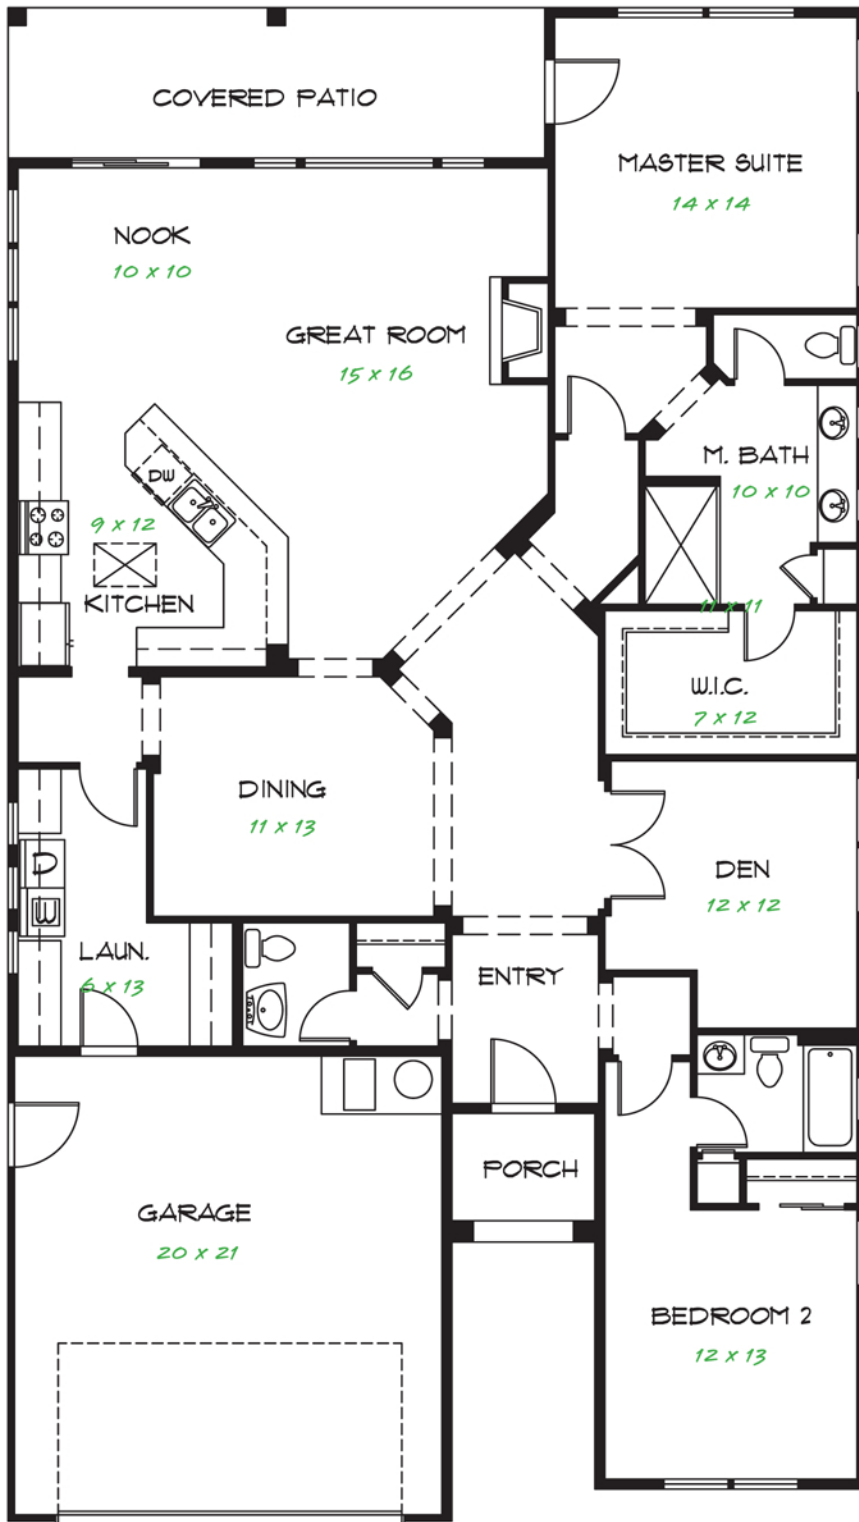 COVERED PATIO
MASTER SUITE
14 x 14
NOOK
10 x 10
GREAT ROOM
15 x 16
DW
M. BATH
10 x 10
9 x 12
KITCHEN
11 x 11
W.I.C.
7 x 12
DINING
11 x 13
D
W
DEN
12 x 12
LAUN.
6 x 13
ENTRY
PORCH
GARAGE
20 x 21
BEDROOM 2
12 x 13